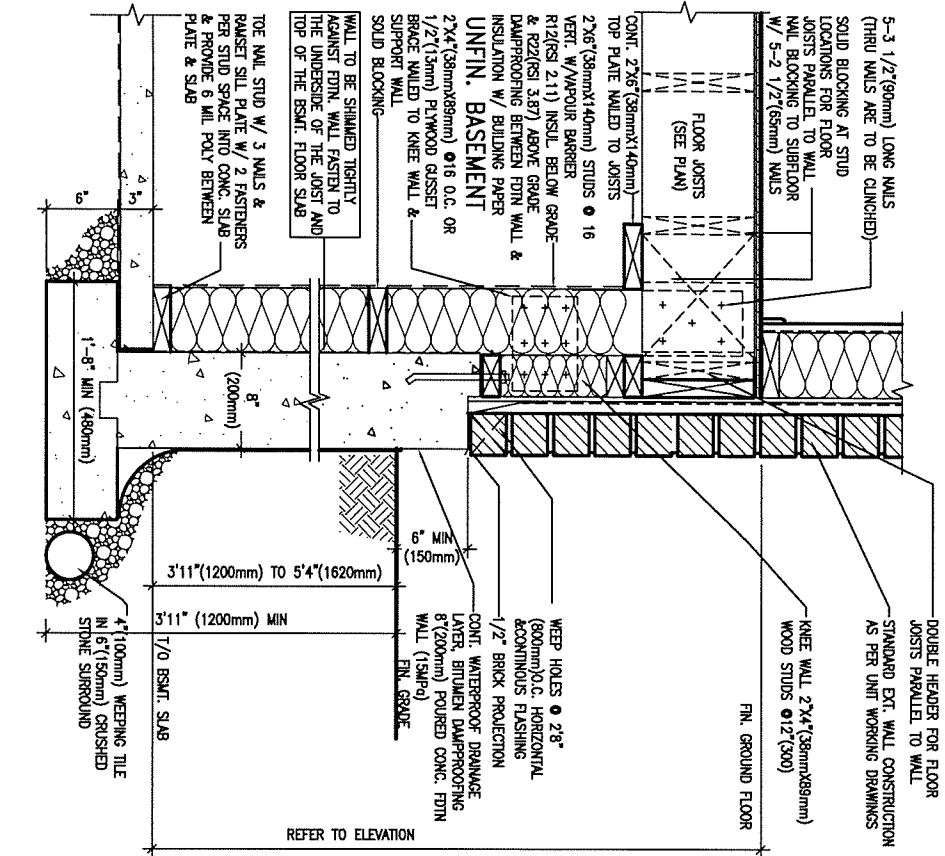 5-3 1/2"(90mm) LONG NAILS
(THRU NAILS ARE TO BE CLINCHED)
SOLID BLOCKING AT STUD
LOCATIONS FOR FLOOR
JOISTS PARALLEL TO WALL
NAIL BLOCKING TO SUBFLOOR
W/ 5-2 1/2"(65mm) NAILS
FLOOR JOISTS
(SEE PLAN)
CONT. 2"X6"(38mmX140mm)
TOP PLATE NAILED TO JOISTS
2"X6"(38mmX140mm) STUDS @ 16
VERT. W/VAPOUR BARRIER
R12(RSI 2.11) INSUL BELOW GRADE
& R22(RSI 3.87) ABOVE GRADE
DAMPROOFING BETWEEN FDTN WALL &
INSULATION W/ BUILDING PAPER
UNFIN. BASEMENT
2"X4"(38mmX89mm) @16 O.C. OR
1/2"(13mm) PLYWOOD GUSSET
BRACE NAILED TO KNEE WALL &
SUPPORT WALL
SOLID BLOCKING
WALL TO BE SHIMMED TIGHTLY
AGAINST FDTN. WALL FASTEN TO
THE UNDERSIDE OF THE JOIST AND
TOP OF THE BSMT. FLOOR SLAB
TOE NAIL STUD W/ 3 NAILS &
RAMSET SILL PLATE W/ 2 FASTENERS
PER STUD SPACE INTO CONC. SLAB
& PROVIDE 6 MIL POLY BETWEEN
PLATE & SLAB
3"
6"
8"
(200mm)
1'-8" MIN (480mm)
DOUBLE HEADER FOR FLOOR
JOISTS PARALLEL TO WALL
STANDARD EXT. WALL CONSTRUCTION
AS PER UNIT WORKING DRAWINGS
KNEE WALL 2"X4"(38mmX89mm)
WOOD STUDS @12"(300)
FIN. GROUND FLOOR
WEEP HOLES @ 2'8"
(800mm)O.C. HORIZONTAL
&CONTINOUS FLASHING
1/2" BRICK PROJECTION
CONT. WATERPROOF DRAINAGE
LAYER, BITUMEN DAMPROOFING
8"(200mm) POURED CONC. FDTN
WALL (15MPa)
FIN. GRADE
6" MIN
(150mm)
3'11"(1200mm) TO 5'4"(1620mm)
3'11" (1200mm) MIN
T/O BSMT. SLAB
4"(100mm) WEEPING TILE
IN 6"(150mm) CRUSHED
STONE SURROUND
REFER TO ELEVATION